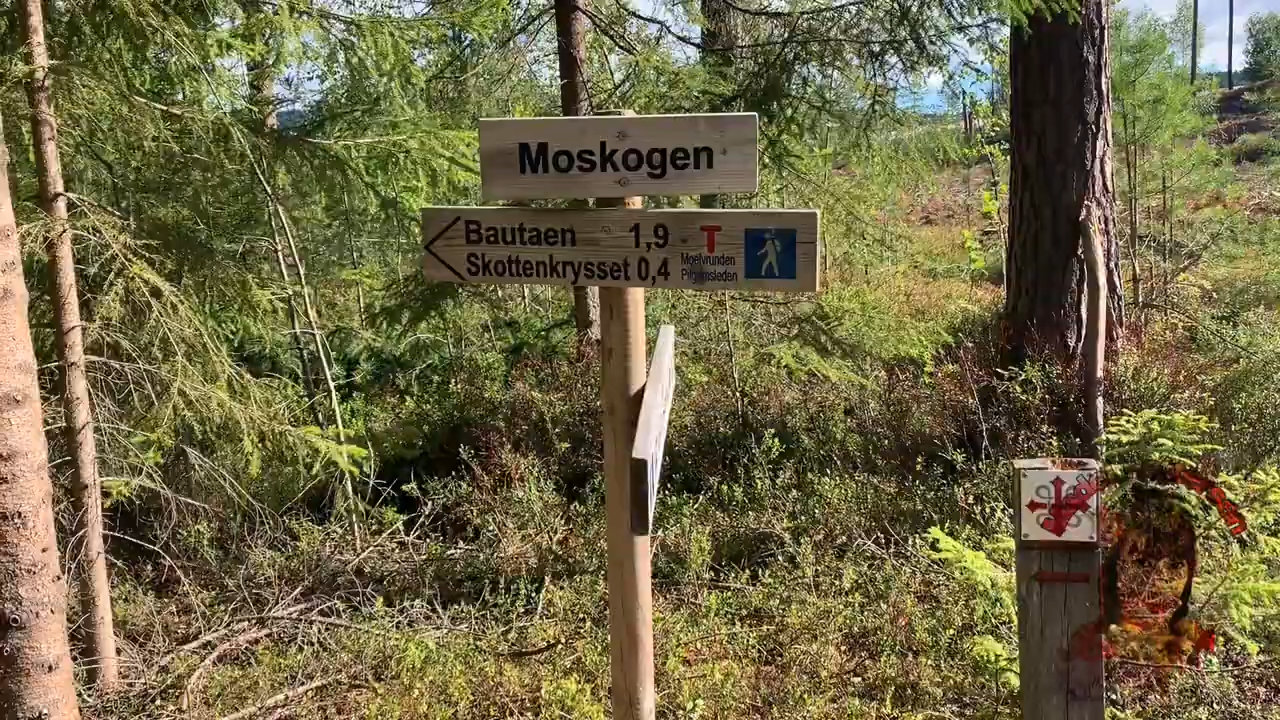 Moskogen
Bautaen 1,9
Skottenkrysset 0,4
T
Moelvrunden
Pilgrimsleden